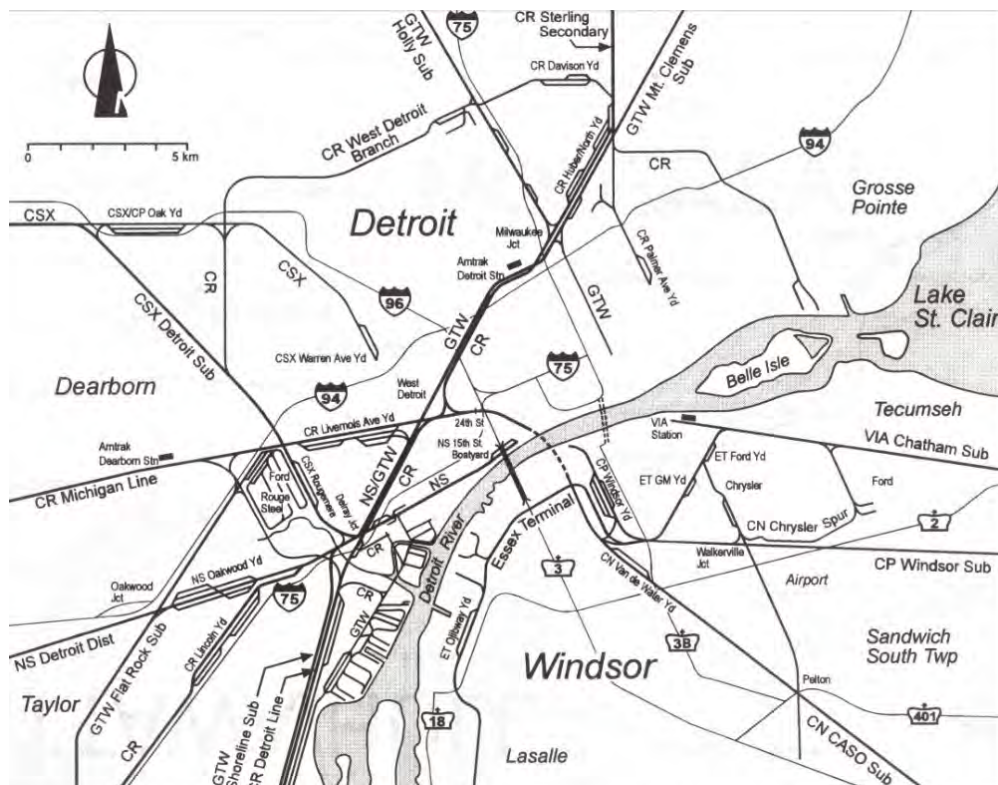 75
GTW
Holly Sub
CR Sterling
Secondary
CR Davison Yd
GTW Mt. Clemens
Sub
N
0
5 km
CR West Detroit
Branch
CR Huber/North Yd
CR
94
Grosse
Pointe
CSX
CSX/CP Oak Yd
Detroit
Milwaukee
Jct
Amtrak
Detroit Stn
CR Palmer Ave Yd
CR
CSX
96
GTW
GTW
CR
Lake
St. Clair
CSX Detroit Sub
CSX Warren Ave Yd
75
Belle Isle
Dearborn
94
West
Detroit
Tecumseh
CR Livernois Ave Yd
24th St
VIA
Station
VIA Chatham Sub
Amtrak
Dearborn Stn
NS 15th St.
Boatyard
ET Ford Yd
CR Michigan Line
Ford
Rouge
Steel
CSX Rougemere
Delray Jct
NS/GTW
CR
NS
CP Windsor Yd
ET GM Yd
Chrysler
Ford
CN Chrysler Spur
2
Essex Terminal
Detroit River
CR
Walkerville
Jct
CP Windsor Sub
3
CN Van de Water Yd
Airport
Oakwood
Jct
NS Oakwood Yd
75
CR
GTW
ET Ojibway Yd
NS Detroit Dist
CR Lincoln Yd
Windsor
3B
Sandwich
South Twp
Taylor
GTW Flat Rock Sub
Pelton
CR
GTW
Shoreline Sub
CR Detroit Line
18
401
Lasalle
CN CASO Sub